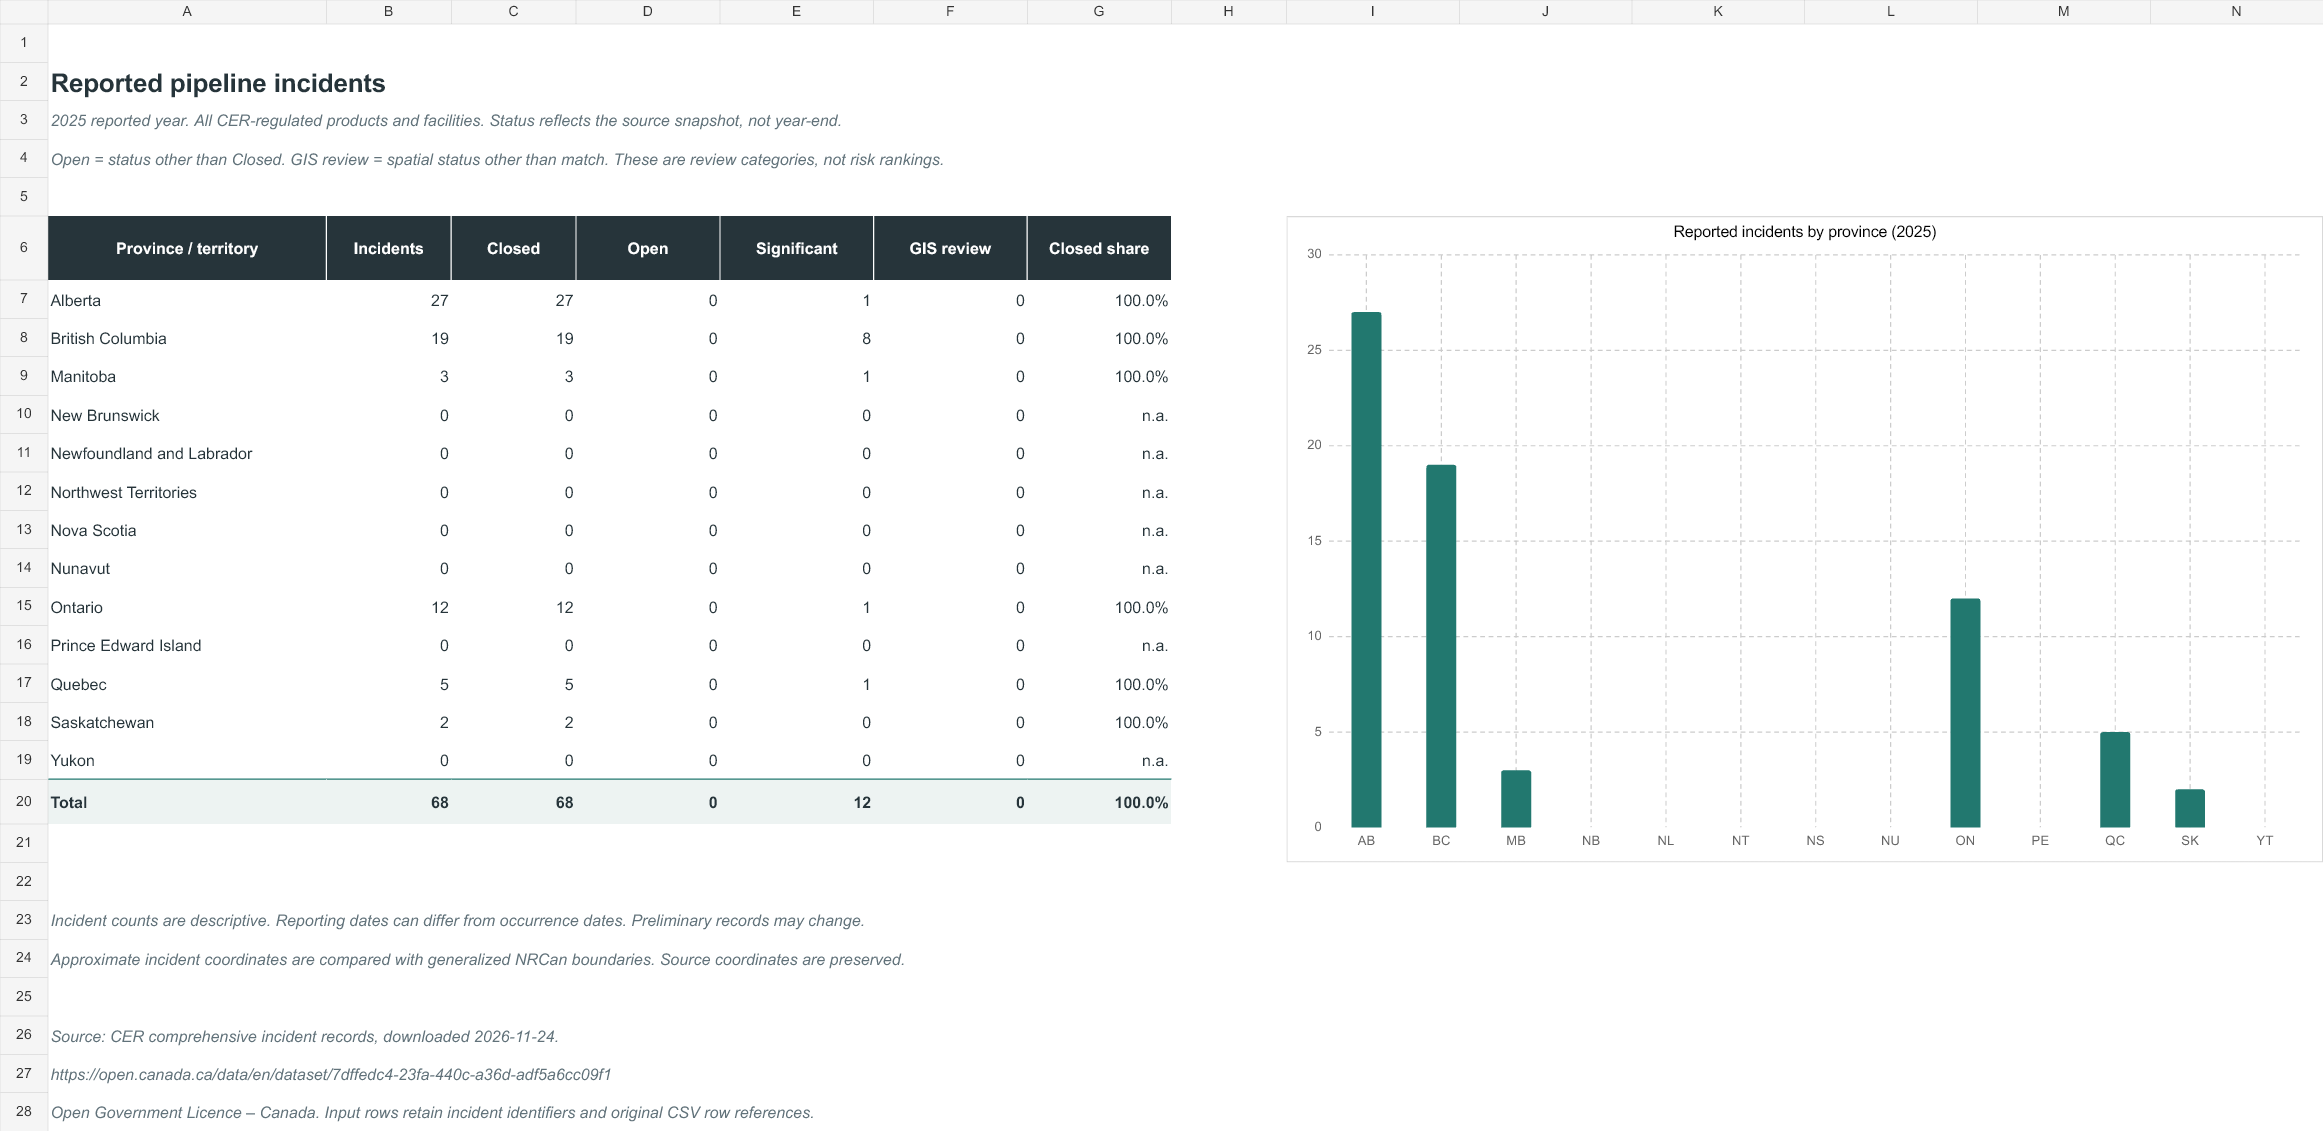 A B C D E F G H I J K L M N
1
2 Reported pipeline incidents
3 2025 reported year. All CER-regulated products and facilities. Status reflects the source snapshot, not year-end.
4 Open = status other than Closed. GIS review = spatial status other than match. These are review categories, not risk rankings.
5
6 Province / territory Incidents Closed Open Significant GIS review Closed share
7 Alberta 27 27 0 1 0 100.0%
8 British Columbia 19 19 0 8 0 100.0%
9 Manitoba 3 3 0 1 0 100.0%
10 New Brunswick 0 0 0 0 0 n.a.
11 Newfoundland and Labrador 0 0 0 0 0 n.a.
12 Northwest Territories 0 0 0 0 0 n.a.
13 Nova Scotia 0 0 0 0 0 n.a.
14 Nunavut 0 0 0 0 0 n.a.
15 Ontario 12 12 0 1 0 100.0%
16 Prince Edward Island 0 0 0 0 0 n.a.
17 Quebec 5 5 0 1 0 100.0%
18 Saskatchewan 2 2 0 0 0 100.0%
19 Yukon 0 0 0 0 0 n.a.
20 Total 68 68 0 12 0 100.0%
21
22
23 Incident counts are descriptive. Reporting dates can differ from occurrence dates. Preliminary records may change.
24 Approximate incident coordinates are compared with generalized NRCan boundaries. Source coordinates are preserved.
25
26 Source: CER comprehensive incident records, downloaded 2026-11-24.
27 https://open.canada.ca/data/en/dataset/7dffedc4-23fa-440c-a36d-adf5a6cc09f1
28 Open Government Licence – Canada. Input rows retain incident identifiers and original CSV row references.
Reported incidents by province (2025)
30
25
20
15
10
5
0
AB BC MB NB NL NT NS NU ON PE QC SK YT